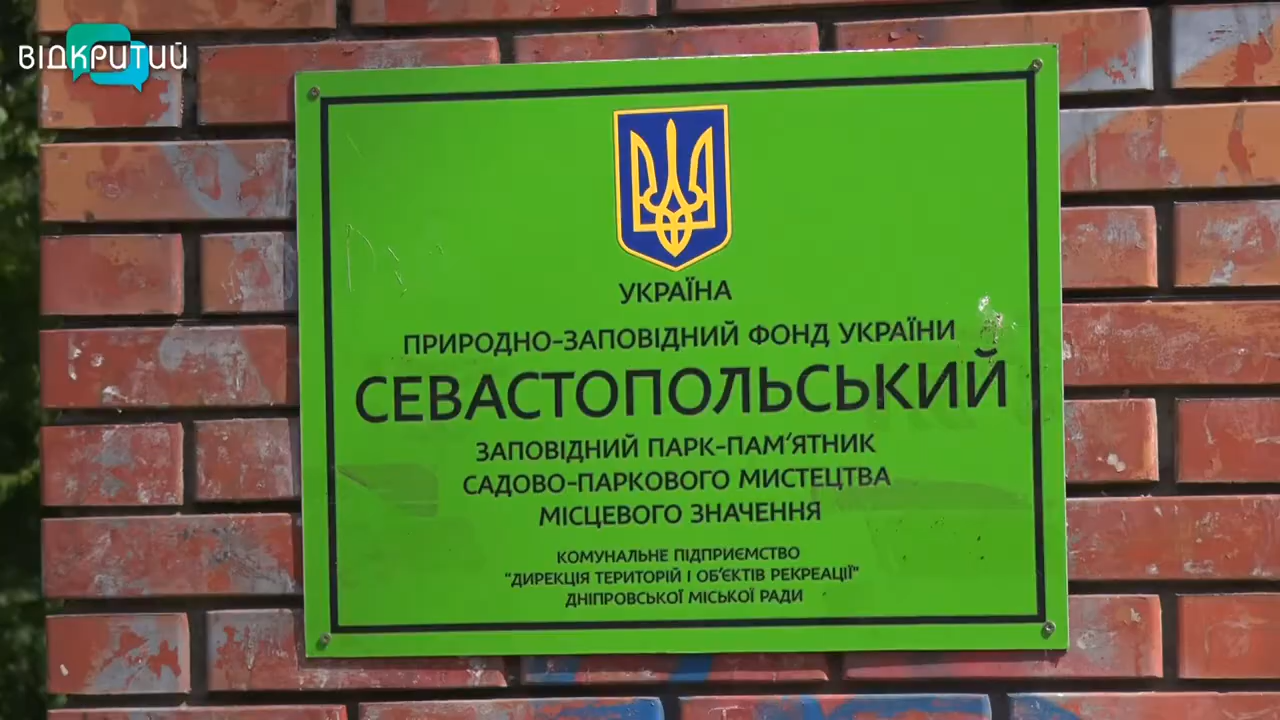 ВІДКРИТИЙ
УКРАЇНА
ПРИРОДНО-ЗАПОВІДНИЙ ФОНД УКРАЇНИ
СЕВАСТОПОЛЬСЬКИЙ
ЗАПОВІДНИЙ ПАРК-ПАМ'ЯТНИК
САДОВО-ПАРКОВОГО МИСТЕЦТВА
МІСЦЕВОГО ЗНАЧЕННЯ
КОМУНАЛЬНЕ ПІДПРИЄМСТВО
"ДИРЕКЦІЯ ТЕРИТОРІЙ І ОБ'ЄКТІВ РЕКРЕАЦІЇ"
ДНІПРОВСЬКОЇ МІСЬКОЇ РАДИ